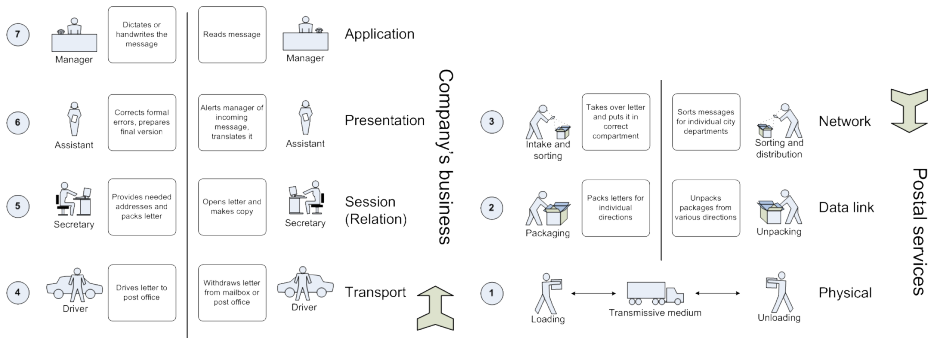 7
Manager
Dictates or
handwrites the
message
Reads message
Manager
Application
6
Assistant
Corrects formal
errors, prepares
final version
Alerts manager of
incoming
message,
translates it
Assistant
Presentation
5
Secretary
Provides needed
addresses and
packs letter
Opens letter and
makes copy
Secretary
Session
(Relation)
4
Driver
Drives letter to
post office
Withdraws letter
from mailbox or
post office
Driver
Transport
Company's business
3
Intake and
sorting
Takes over letter
and puts it in
correct
compartment
Sorts messages
for individual city
departments
Sorting and
distribution
Network
2
Packaging
Packs letters for
individual
directions
Unpacks
packages from
various directions
Unpacking
Data link
1
Loading
Transmissive medium
Unloading
Physical
Postal services